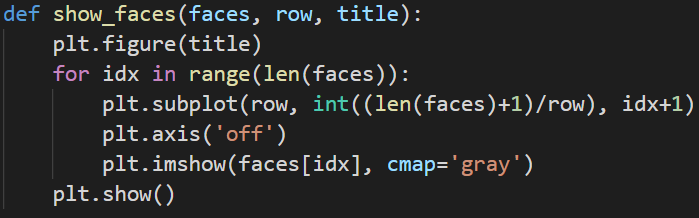 def show_faces(faces, row, title):
    plt.figure(title)
    for idx in range(len(faces)):
        plt.subplot(row, int((len(faces)+1)/row), idx+1)
        plt.axis('off')
        plt.imshow(faces[idx], cmap='gray')
    plt.show()